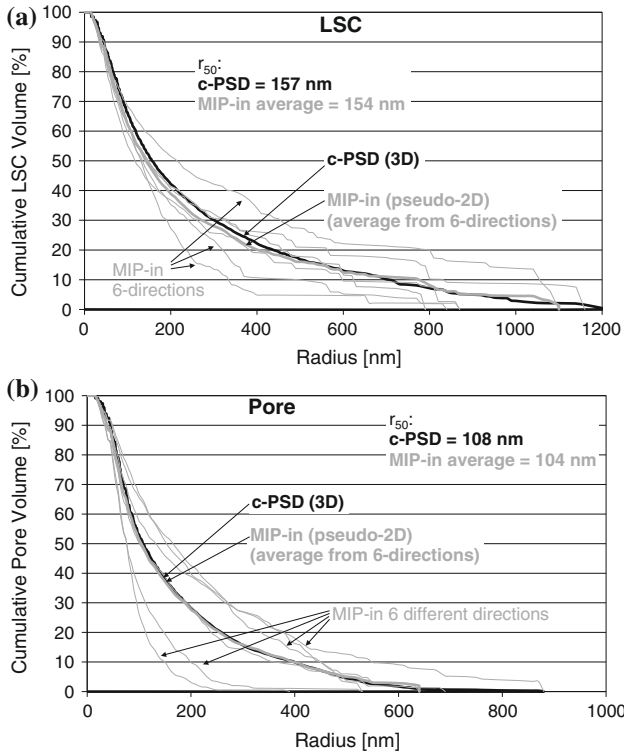 (a)
LSC
Cumulative LSC Volume [%]
100
90
80
70
60
50
40
30
20
10
0
r50:
c-PSD = 157 nm
MIP-in average = 154 nm
c-PSD (3D)
MIP-in (pseudo-2D)
(average from 6-directions)
MIP-in
6-directions
0 200 400 600 800 1000 1200
Radius [nm]
(b)
Pore
Cumulative Pore Volume [%]
100
90
80
70
60
50
40
30
20
10
0
r50:
c-PSD = 108 nm
MIP-in average = 104 nm
c-PSD (3D)
MIP-in (pseudo-2D)
(average from 6-directions)
MIP-in 6 different directions
0 200 400 600 800 1000
Radius [nm]